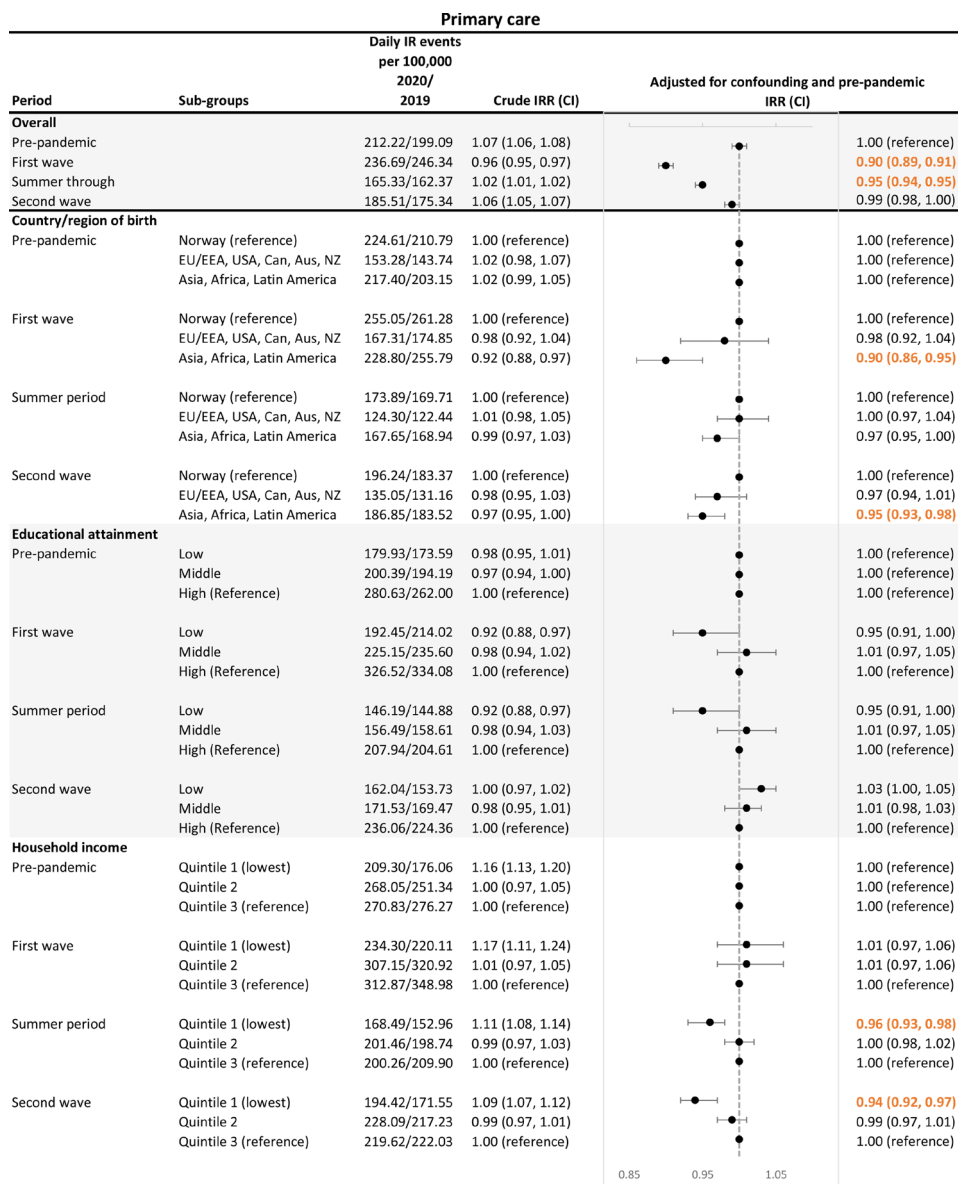 Primary care
Daily IR events
per 100,000
2020/
Adjusted for confounding and pre-pandemic
Period Sub-groups 2019 Crude IRR (CI) IRR (CI)
Overall
Pre-pandemic 212.22/199.09 1.07 (1.06, 1.08) 1.00 (reference)
First wave 236.69/246.34 0.96 (0.95, 0.97) 0.90 (0.89, 0.91)
Summer through 165.33/162.37 1.02 (1.01, 1.02) 0.95 (0.94, 0.95)
Second wave 185.51/175.34 1.06 (1.05, 1.07) 0.99 (0.98, 1.00)
Country/region of birth
Pre-pandemic Norway (reference) 224.61/210.79 1.00 (reference) 1.00 (reference)
EU/EEA, USA, Can, Aus, NZ 153.28/143.74 1.02 (0.98, 1.07) 1.00 (reference)
Asia, Africa, Latin America 217.40/203.15 1.02 (0.99, 1.05) 1.00 (reference)
First wave Norway (reference) 255.05/261.28 1.00 (reference) 1.00 (reference)
EU/EEA, USA, Can, Aus, NZ 167.31/174.85 0.98 (0.92, 1.04) 0.98 (0.92, 1.04)
Asia, Africa, Latin America 228.80/255.79 0.92 (0.88, 0.97) 0.90 (0.86, 0.95)
Summer period Norway (reference) 173.89/169.71 1.00 (reference) 1.00 (reference)
EU/EEA, USA, Can, Aus, NZ 124.30/122.44 1.01 (0.98, 1.05) 1.00 (0.97, 1.04)
Asia, Africa, Latin America 167.65/168.94 0.99 (0.97, 1.03) 0.97 (0.95, 1.00)
Second wave Norway (reference) 196.24/183.37 1.00 (reference) 1.00 (reference)
EU/EEA, USA, Can, Aus, NZ 135.05/131.16 0.98 (0.95, 1.03) 0.97 (0.94, 1.01)
Asia, Africa, Latin America 186.85/183.52 0.97 (0.95, 1.00) 0.95 (0.93, 0.98)
Educational attainment
Pre-pandemic Low 179.93/173.59 0.98 (0.95, 1.01) 1.00 (reference)
Middle 200.39/194.19 0.97 (0.94, 1.00) 1.00 (reference)
High (Reference) 280.63/262.00 1.00 (reference) 1.00 (reference)
First wave Low 192.45/214.02 0.92 (0.88, 0.97) 0.95 (0.91, 1.00)
Middle 225.15/235.60 0.98 (0.94, 1.02) 1.01 (0.97, 1.05)
High (Reference) 326.52/334.08 1.00 (reference) 1.00 (reference)
Summer period Low 146.19/144.88 0.92 (0.88, 0.97) 0.95 (0.91, 1.00)
Middle 156.49/158.61 0.98 (0.94, 1.03) 1.01 (0.97, 1.05)
High (Reference) 207.94/204.61 1.00 (reference) 1.00 (reference)
Second wave Low 162.04/153.73 1.00 (0.97, 1.02) 1.03 (1.00, 1.05)
Middle 171.53/169.47 0.98 (0.95, 1.01) 1.01 (0.98, 1.03)
High (Reference) 236.06/224.36 1.00 (reference) 1.00 (reference)
Household income
Pre-pandemic Quintile 1 (lowest) 209.30/176.06 1.16 (1.13, 1.20) 1.00 (reference)
Quintile 2 268.05/251.34 1.00 (0.97, 1.05) 1.00 (reference)
Quintile 3 (reference) 270.83/276.27 1.00 (reference) 1.00 (reference)
First wave Quintile 1 (lowest) 234.30/220.11 1.17 (1.11, 1.24) 1.01 (0.97, 1.06)
Quintile 2 307.15/320.92 1.01 (0.97, 1.05) 1.01 (0.97, 1.06)
Quintile 3 (reference) 312.87/348.98 1.00 (reference) 1.00 (reference)
Summer period Quintile 1 (lowest) 168.49/152.96 1.11 (1.08, 1.14) 0.96 (0.93, 0.98)
Quintile 2 201.46/198.74 0.99 (0.97, 1.03) 1.00 (0.98, 1.02)
Quintile 3 (reference) 200.26/209.90 1.00 (reference) 1.00 (reference)
Second wave Quintile 1 (lowest) 194.42/171.55 1.09 (1.07, 1.12) 0.94 (0.92, 0.97)
Quintile 2 228.09/217.23 0.99 (0.97, 1.01) 0.99 (0.97, 1.01)
Quintile 3 (reference) 219.62/222.03 1.00 (reference) 1.00 (reference)
0.85 0.95 1.05